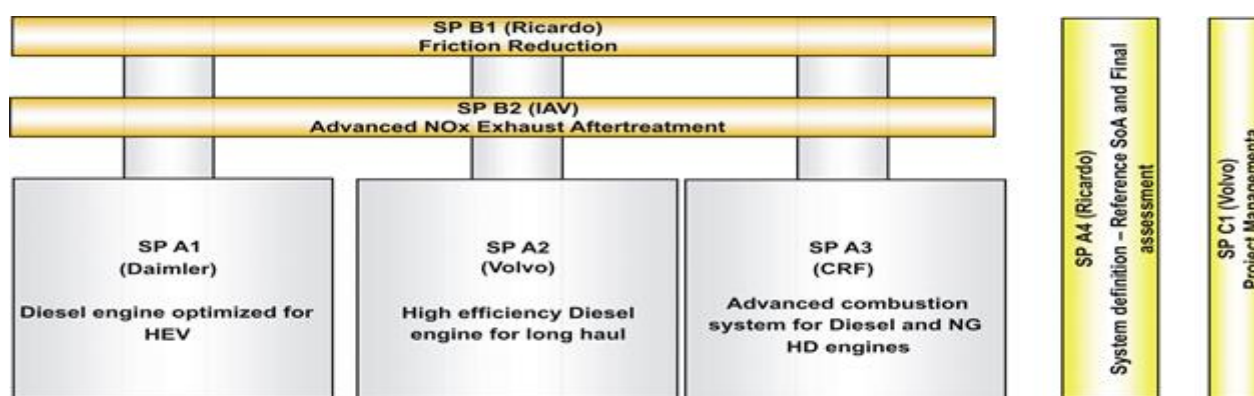 SP B1 (Ricardo)
Friction Reduction
SP B2 (IAV)
Advanced NOx Exhaust Aftertreatment
SP A1
(Daimler)
Diesel engine optimized for
HEV
SP A2
(Volvo)
High efficiency Diesel
engine for long haul
SP A3
(CRF)
Advanced combustion
system for Diesel and NG
HD engines
SP A4 (Ricardo)
System definition – Reference SoA and Final
assessment
SP C1 (Volvo)
Project Managementa